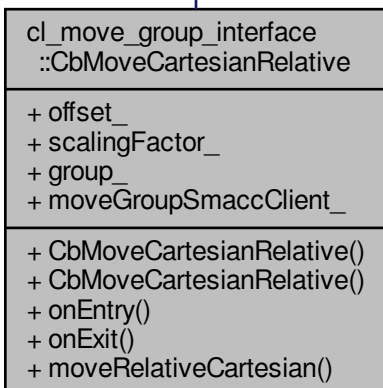 cl_move_group_interface
::CbMoveCartesianRelative
+ offset_
+ scalingFactor_
+ group_
+ moveGroupSmaccClient_
+ CbMoveCartesianRelative()
+ CbMoveCartesianRelative()
+ onEntry()
+ onExit()
+ moveRelativeCartesian()